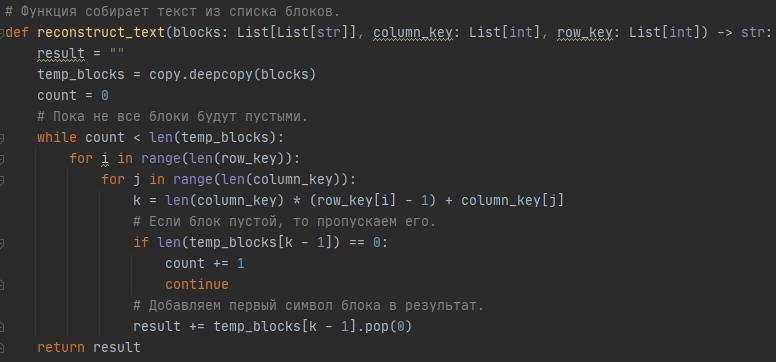 # Функция собирает текст из списка блоков.
def reconstruct_text(blocks: List[List[str]], column_key: List[int], row_key: List[int]) -> str:
    result = ""
    temp_blocks = copy.deepcopy(blocks)
    count = 0
    # Пока не все блоки будут пустыми.
    while count < len(temp_blocks):
        for i in range(len(row_key)):
            for j in range(len(column_key)):
                k = len(column_key) * (row_key[i] - 1) + column_key[j]
                # Если блок пустой, то пропускаем его.
                if len(temp_blocks[k - 1]) == 0:
                    count += 1
                    continue
                # Добавляем первый символ блока в результат.
                result += temp_blocks[k - 1].pop(0)
    return result